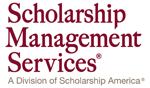 Scholarship
Management
Services®
A Division of Scholarship America®